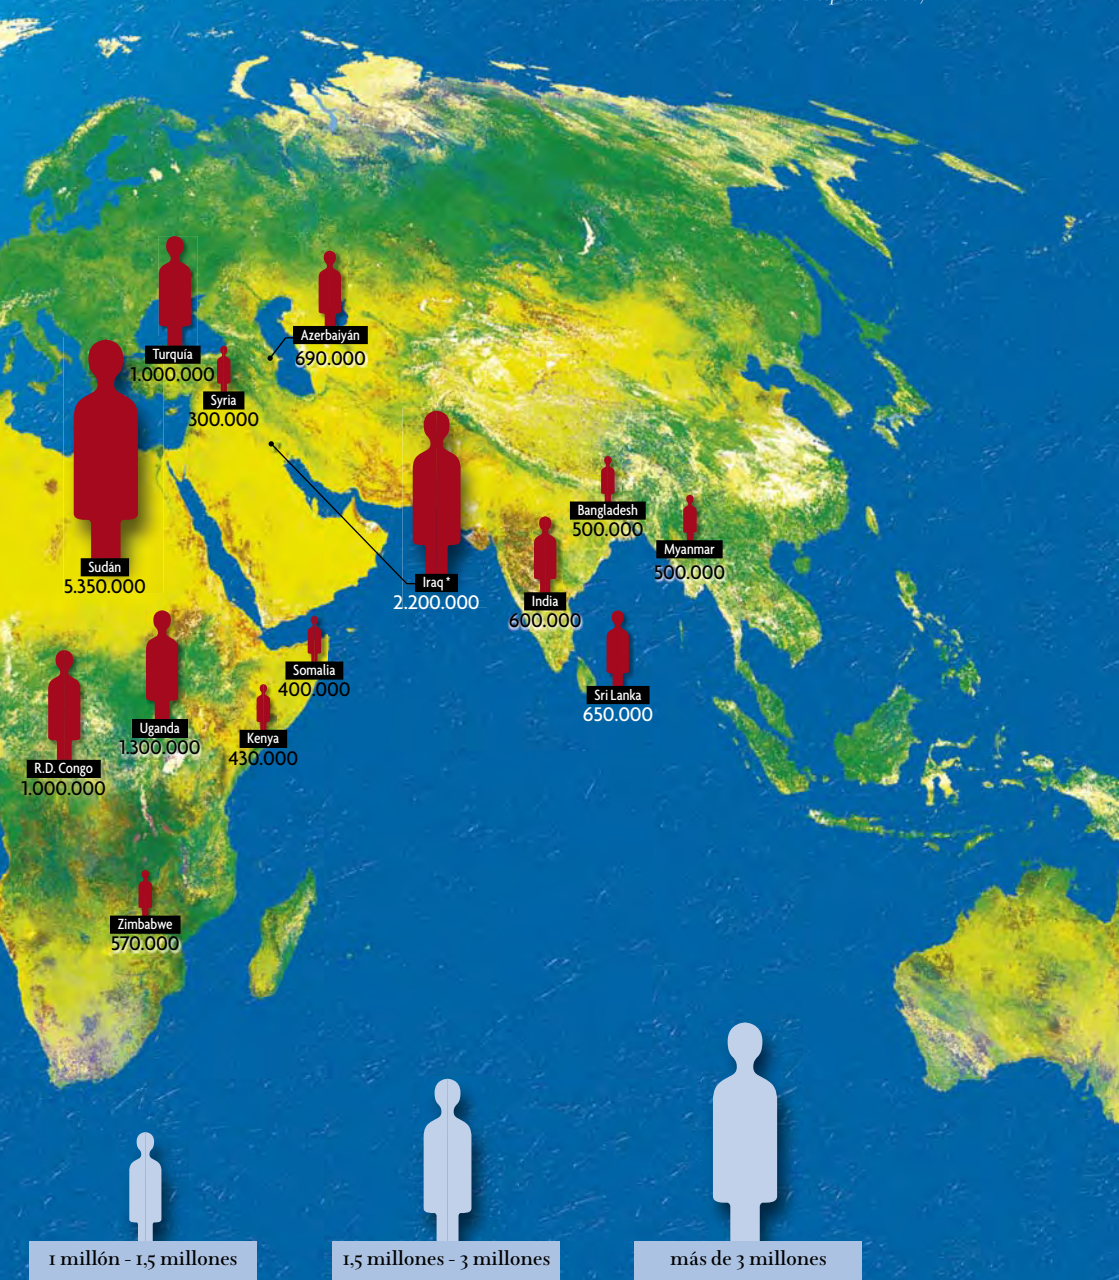 Turquía
1.000.000
Azerbaiyán
690.000
Syria
300.000
Sudán
5.350.000
Iraq *
2.200.000
Bangladesh
500.000
Myanmar
500.000
India
600.000
Sri Lanka
650.000
Somalia
400.000
Uganda
1.300.000
Kenya
430.000
R.D. Congo
1.000.000
Zimbabwe
570.000
1 millón - 1,5 millones
1,5 millones - 3 millones
más de 3 millones